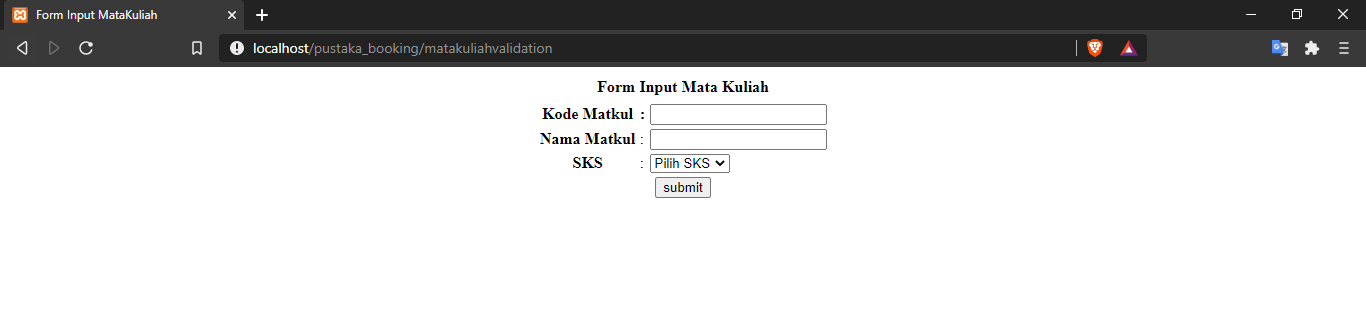 Form Input MataKuliah
localhost/pustaka_booking/matakuliahvalidation
Form Input Mata Kuliah
Kode Matkul :
Nama Matkul :
SKS : Pilih SKS
submit